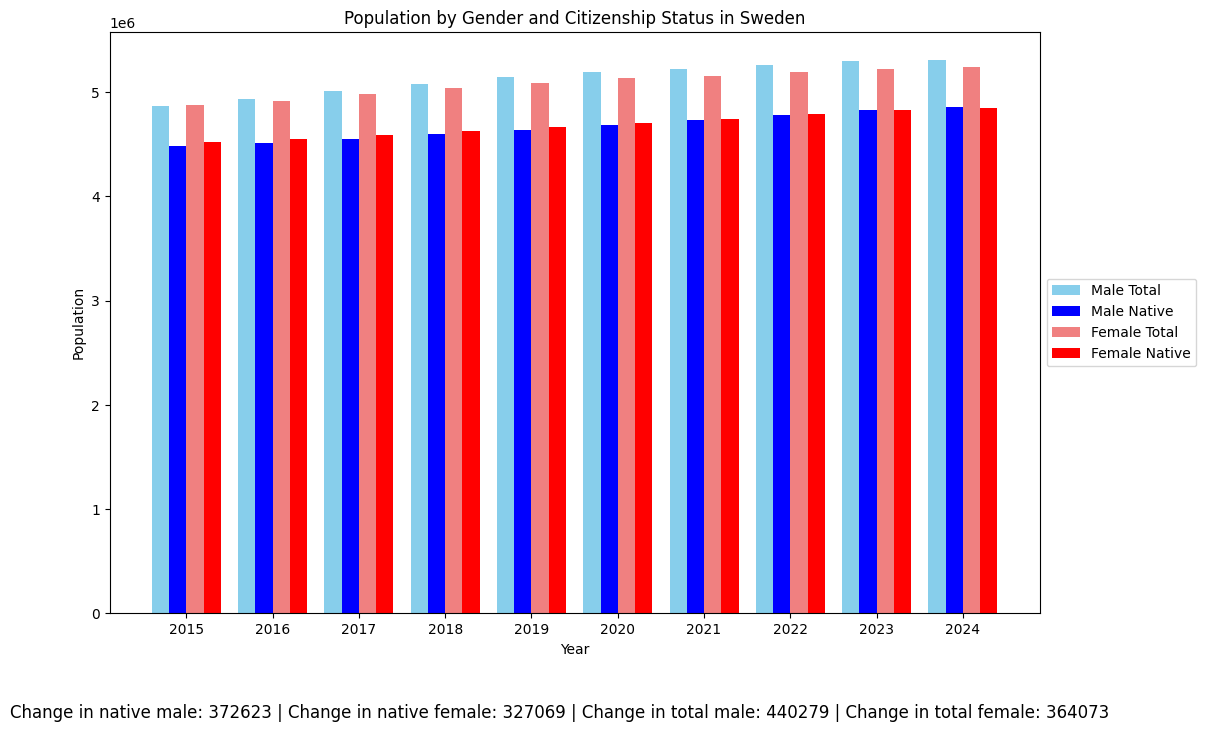 Population by Gender and Citizenship Status in Sweden
1e6
5
4
3
2
1
0
Population
2015 2016 2017 2018 2019 2020 2021 2022 2023 2024
Year
Male Total
Male Native
Female Total
Female Native
Change in native male: 372623 | Change in native female: 327069 | Change in total male: 440279 | Change in total female: 364073